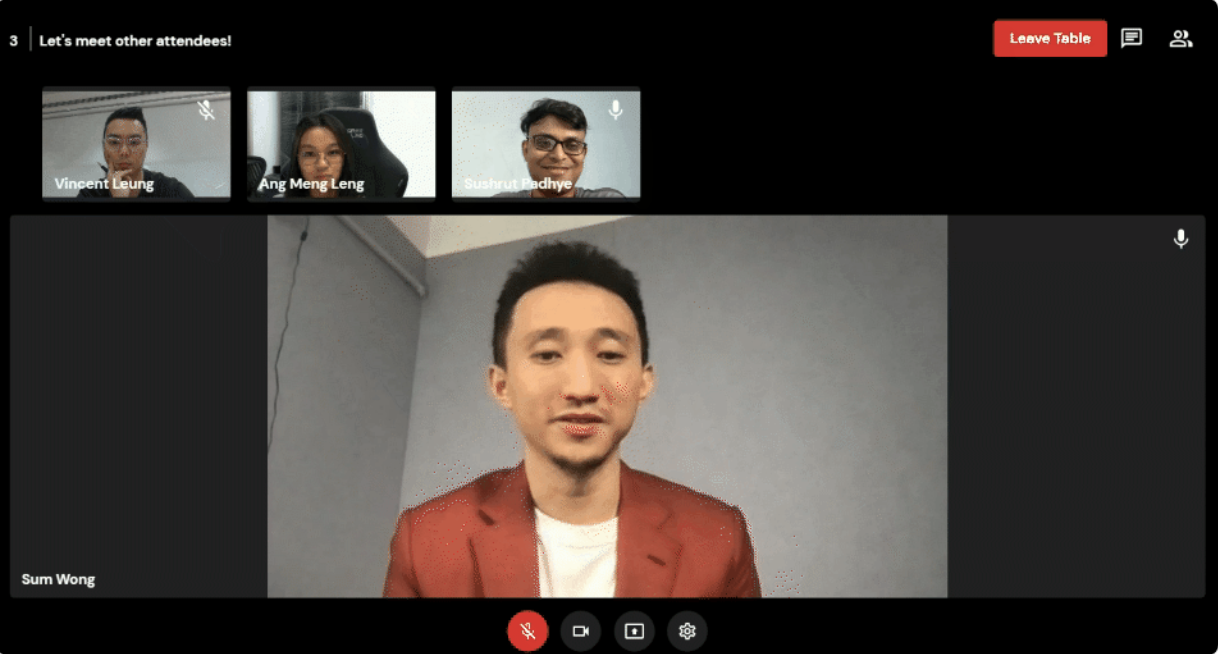 3
Let's meet other attendees!
Leave Table
Vincent Leung
Ang Meng Leng
Sushrut Padhye
Sum Wong